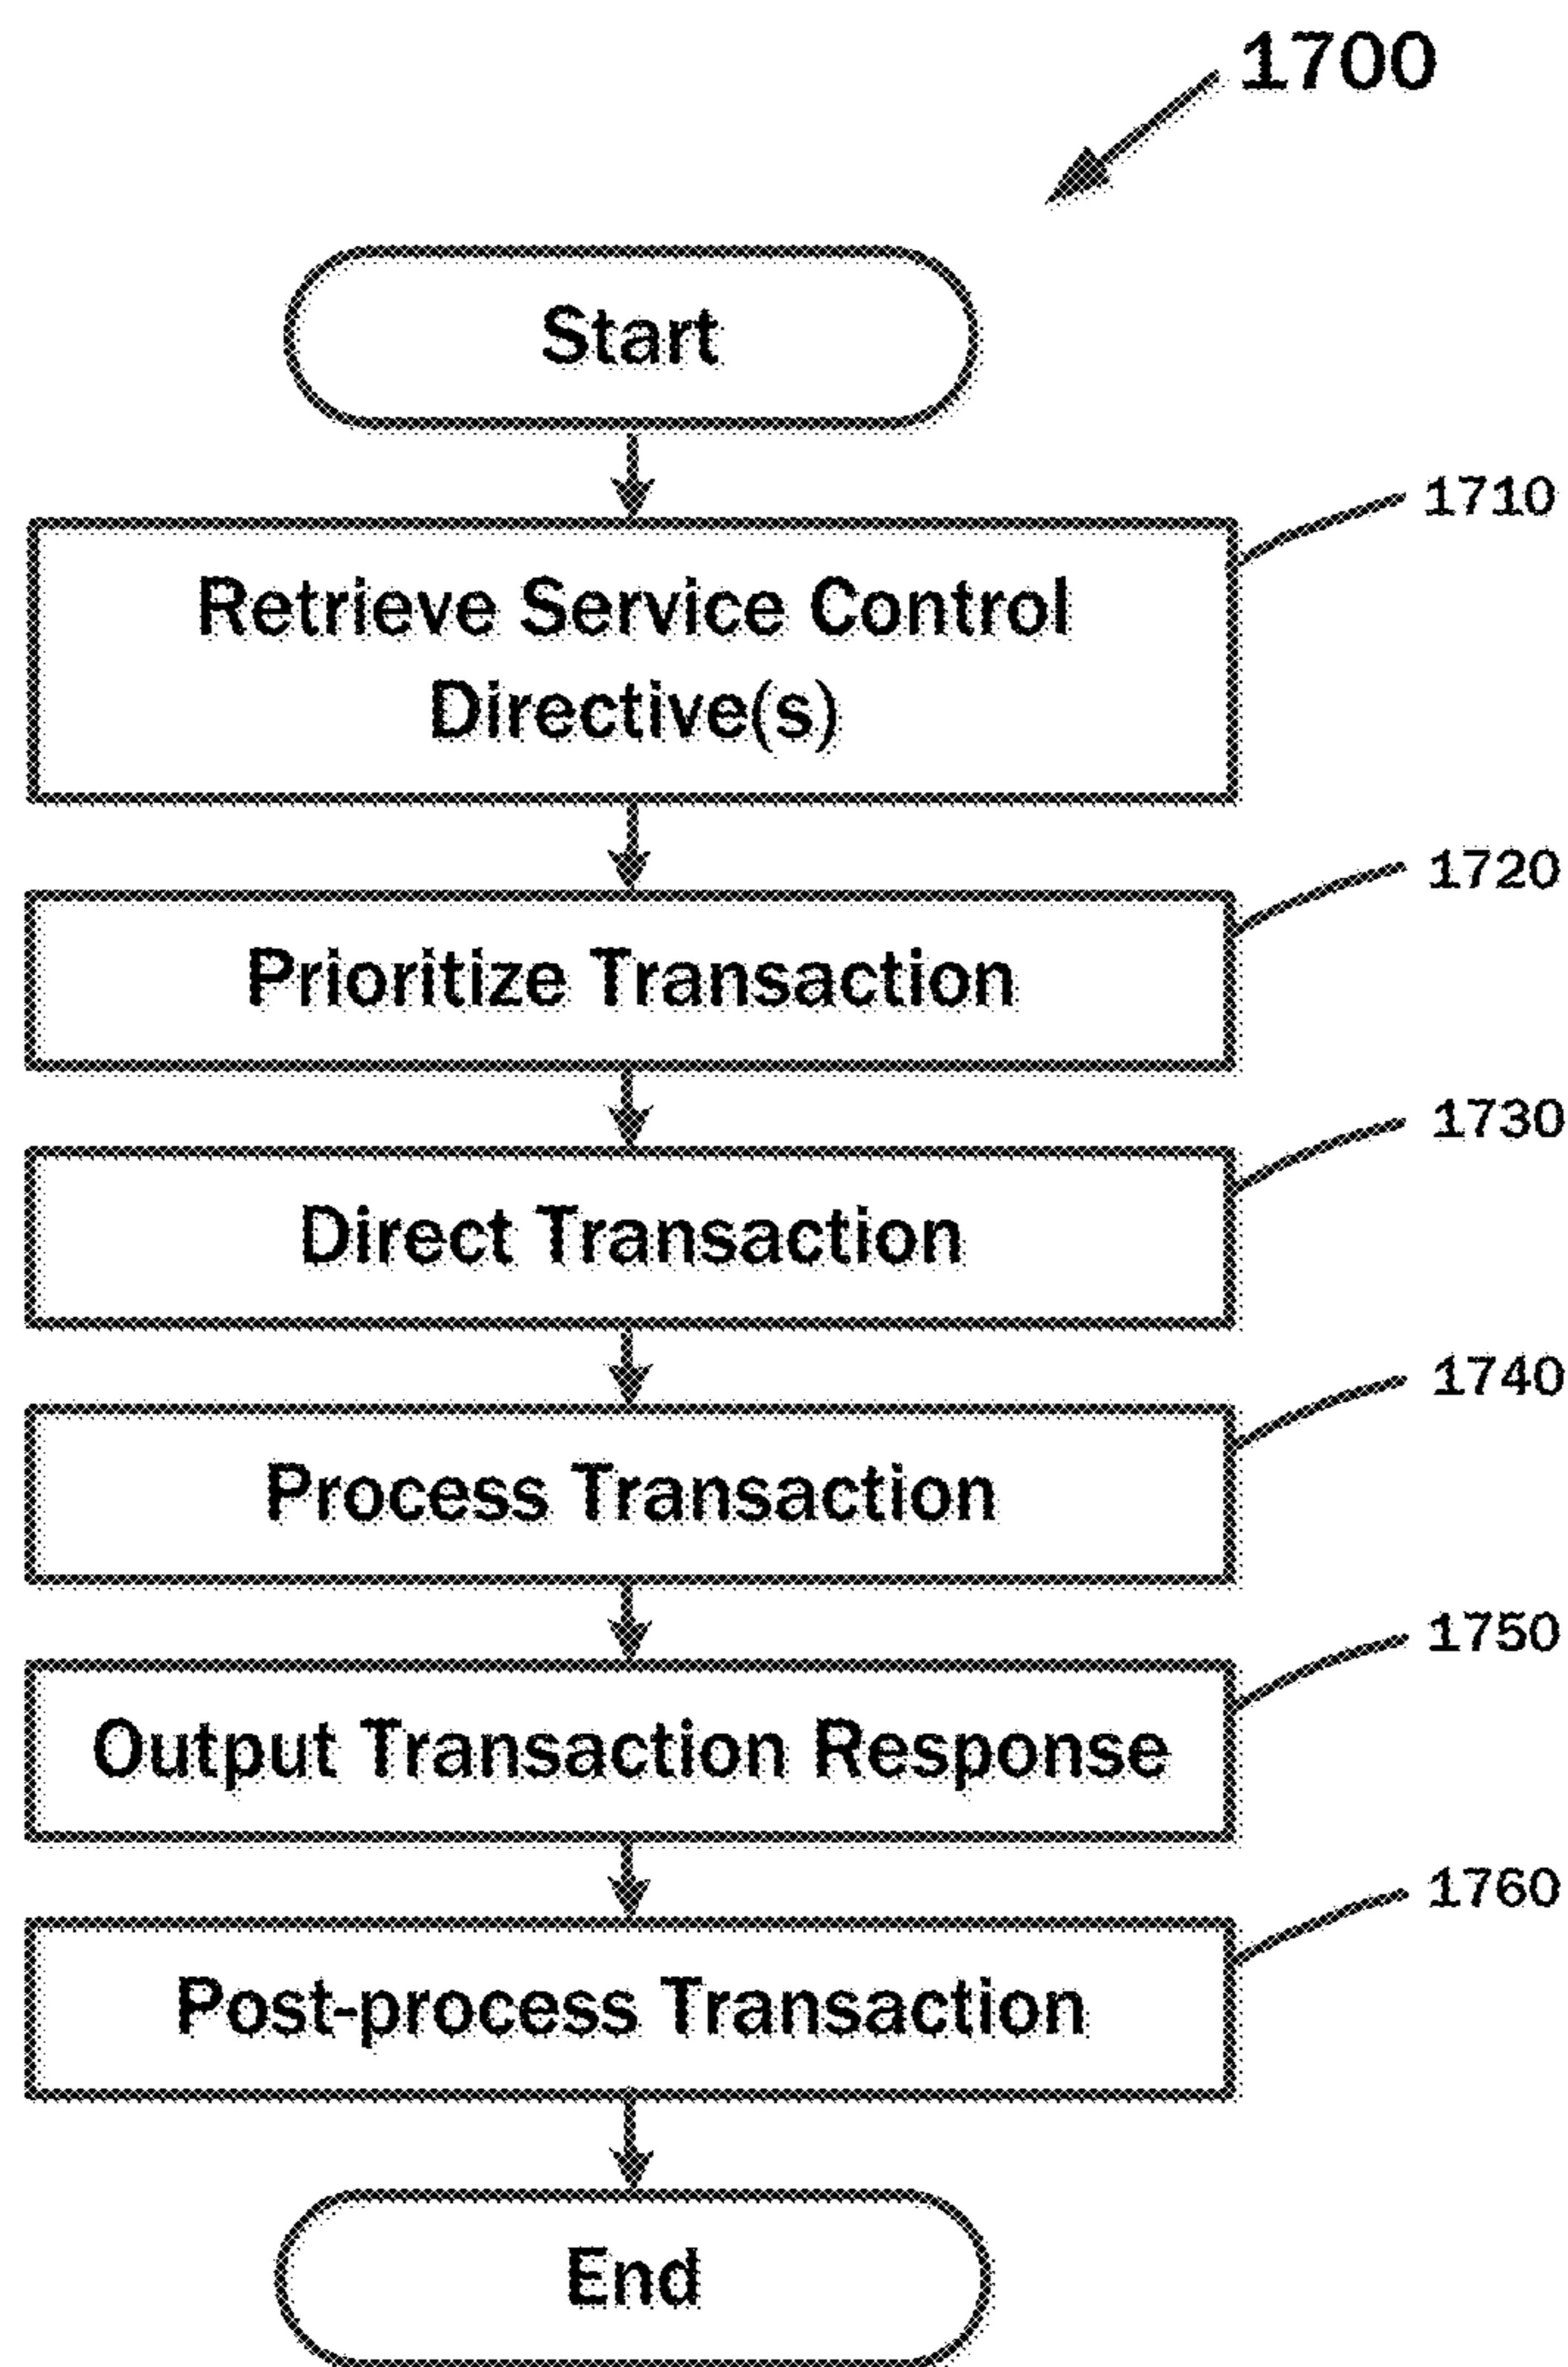 1700
Start
1710
Retrieve Service Control
Directive(s)
1720
Prioritize Transaction
1730
Direct Transaction
1740
Process Transaction
1750
Output Transaction Response
1760
Post-process Transaction
End